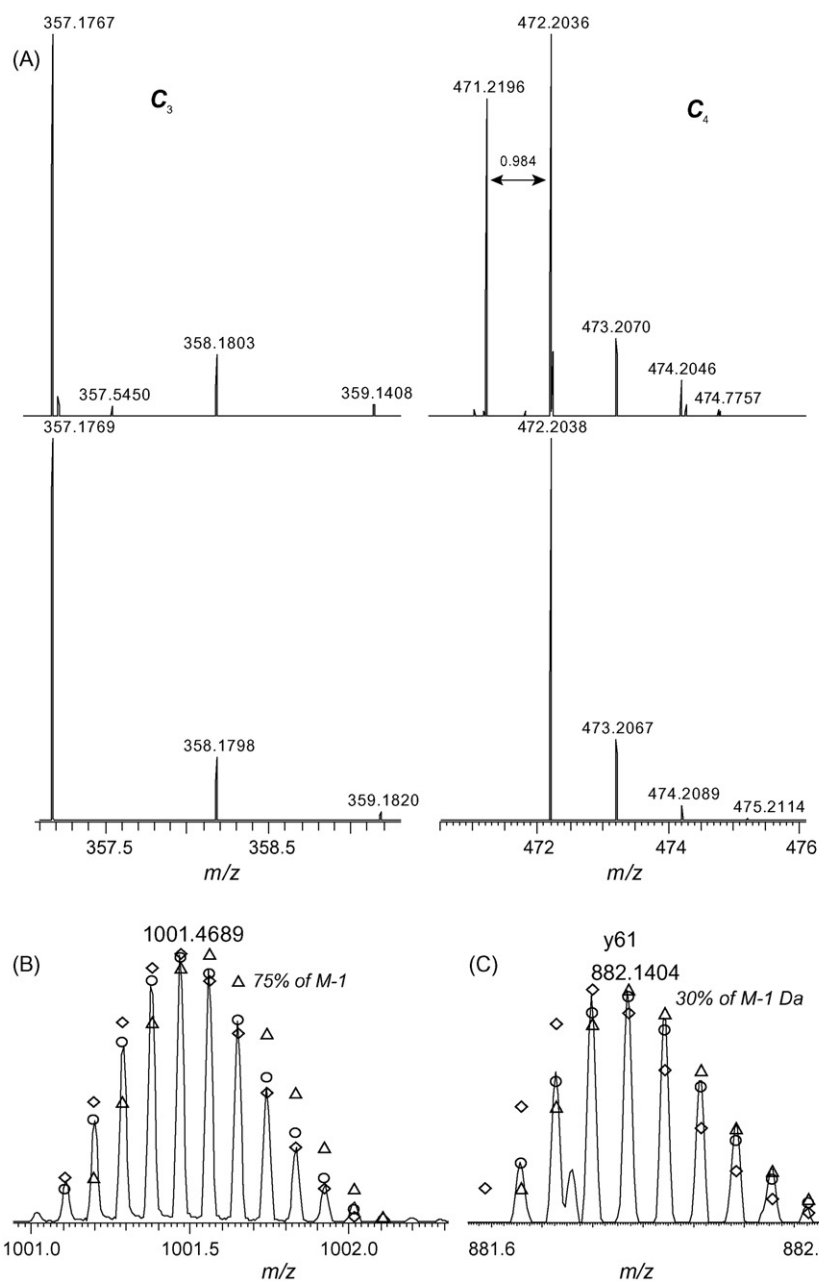 (A)
357.1767
C3
357.5450
358.1803
359.1408
472.2036
471.2196
C4
0.984
473.2070
474.2046
474.7757
357.1769
358.1798
359.1820
357.5
358.5
m/z
472.2038
473.2067
474.2089
475.2114
472
474
476
m/z
(B)
1001.4689
75% of M-1
1001.0
1001.5
1002.0
m/z
(C)
y61
882.1404
30% of M-1 Da
881.6
882.
m/z